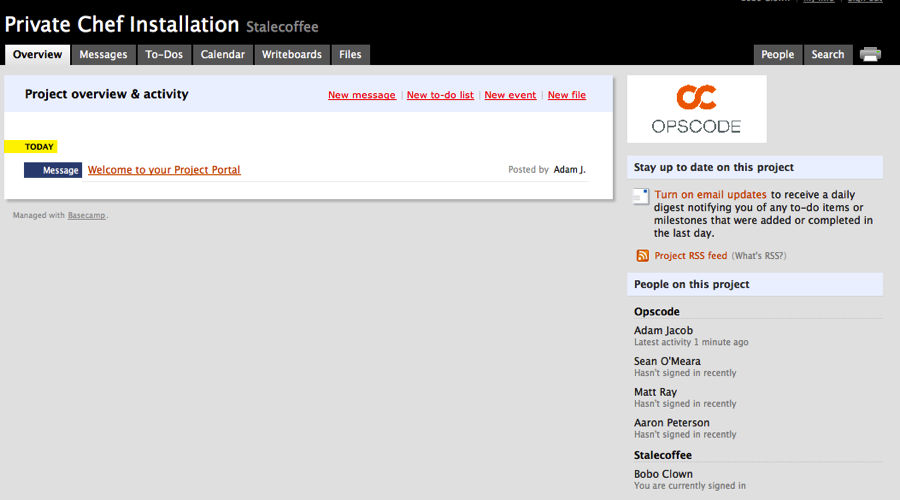 Private Chef Installation Stalecoffee
Overview Messages To-Dos Calendar Writeboards Files People Search
Project overview & activity
New message | New to-do list | New event | New file
TODAY
Message Welcome to your Project Portal Posted by Adam J.
Managed with Basecamp.
OPSCODE
Stay up to date on this project
Turn on email updates to receive a daily
digest notifying you of any to-do items or
milestones that were added or completed in
the last day.
Project RSS feed (What's RSS?)
People on this project
Opscode
Adam Jacob
Latest activity 1 minute ago
Sean O'Meara
Hasn't signed in recently
Matt Ray
Hasn't signed in recently
Aaron Peterson
Hasn't signed in recently
Stalecoffee
Bobo Clown
You are currently signed in